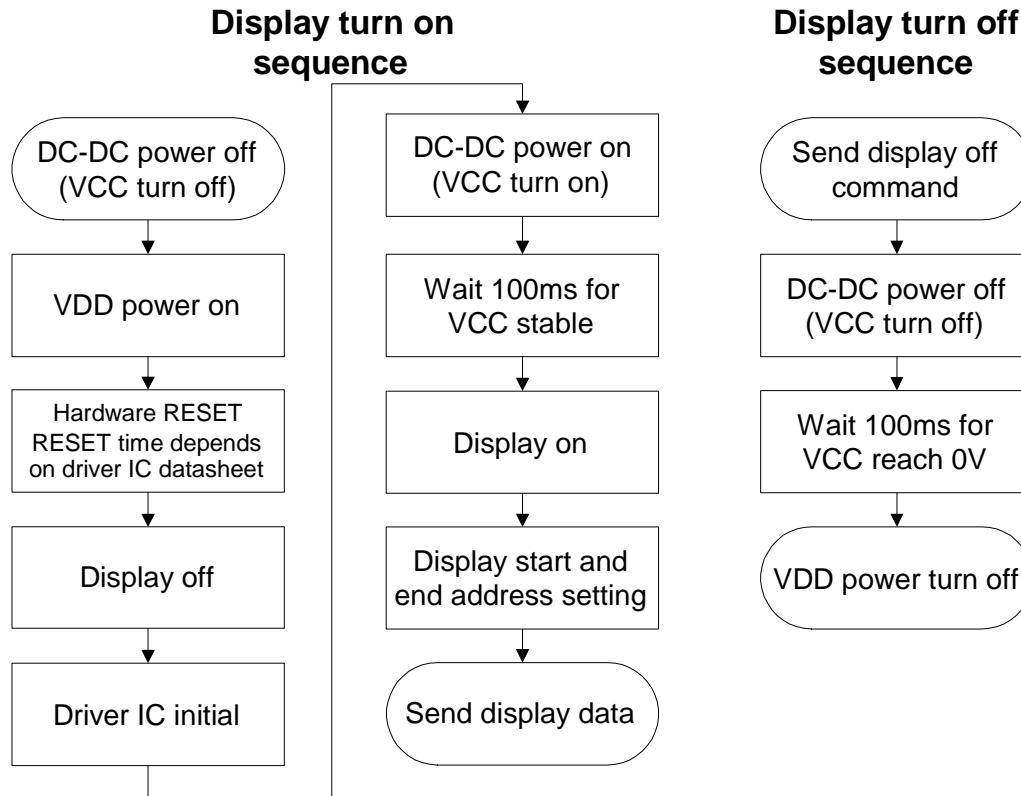 Display turn on
sequence
DC-DC power off
(VCC turn off)
VDD power on
Hardware RESET
RESET time depends
on driver IC datasheet
Display off
Driver IC initial
DC-DC power on
(VCC turn on)
Wait 100ms for
VCC stable
Display on
Display start and
end address setting
Send display data
Display turn off
sequence
Send display off
command
DC-DC power off
(VCC turn off)
Wait 100ms for
VCC reach 0V
VDD power turn off